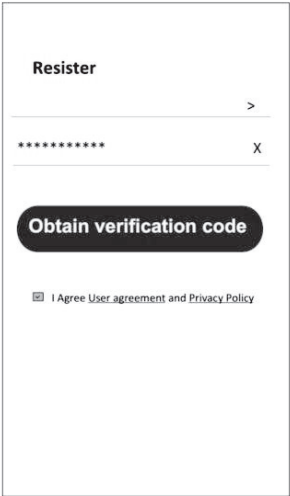 Resister
>
*********** X
Obtain verification code
I Agree User agreement and Privacy Policy